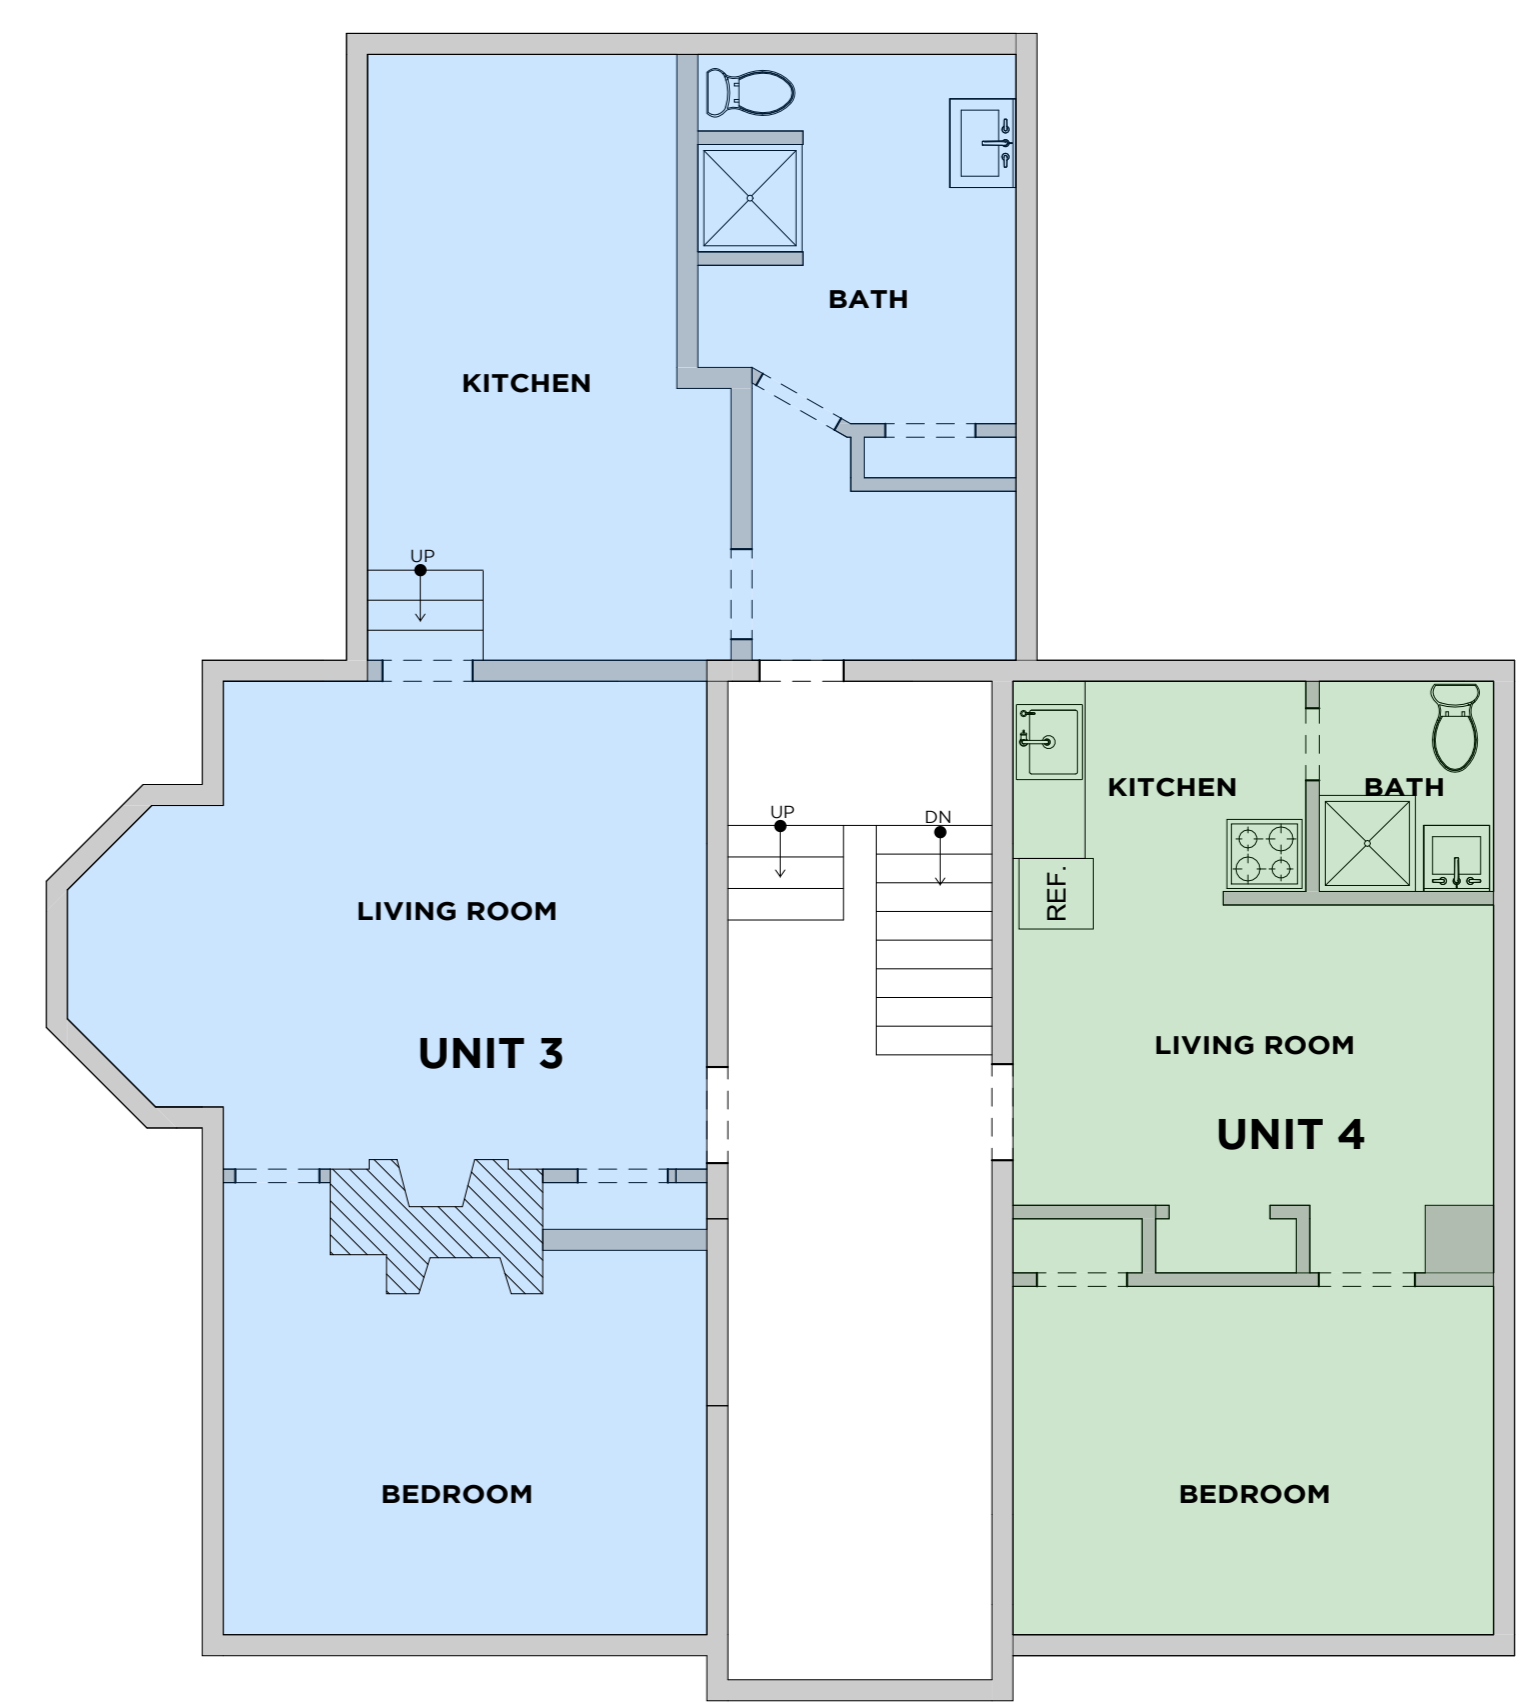 BATH
KITCHEN
UP
KITCHEN
BATH
UP
DN
REF.
LIVING ROOM
LIVING ROOM
UNIT 3
UNIT 4
BEDROOM
BEDROOM